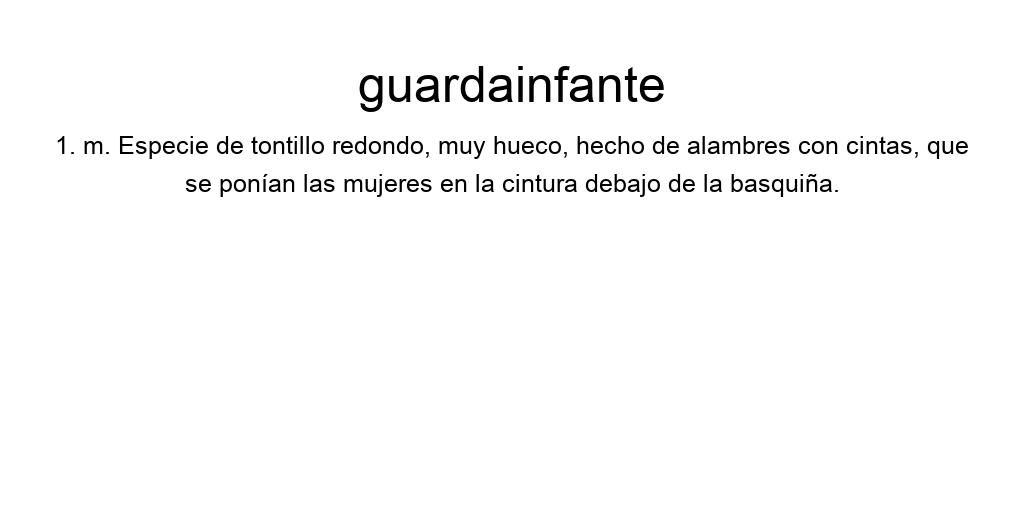 guardainfante
1. m. Especie de tontillo redondo, muy hueco, hecho de alambres con cintas, que
se ponían las mujeres en la cintura debajo de la basquiña.